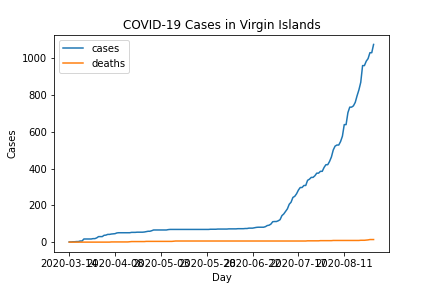 COVID-19 Cases in Virgin Islands
cases
deaths
1000
800
600
400
200
0
Cases
2020-03-14 2020-04-08 2020-05-03 2020-05-28 2020-06-22 2020-07-17 2020-08-11
Day